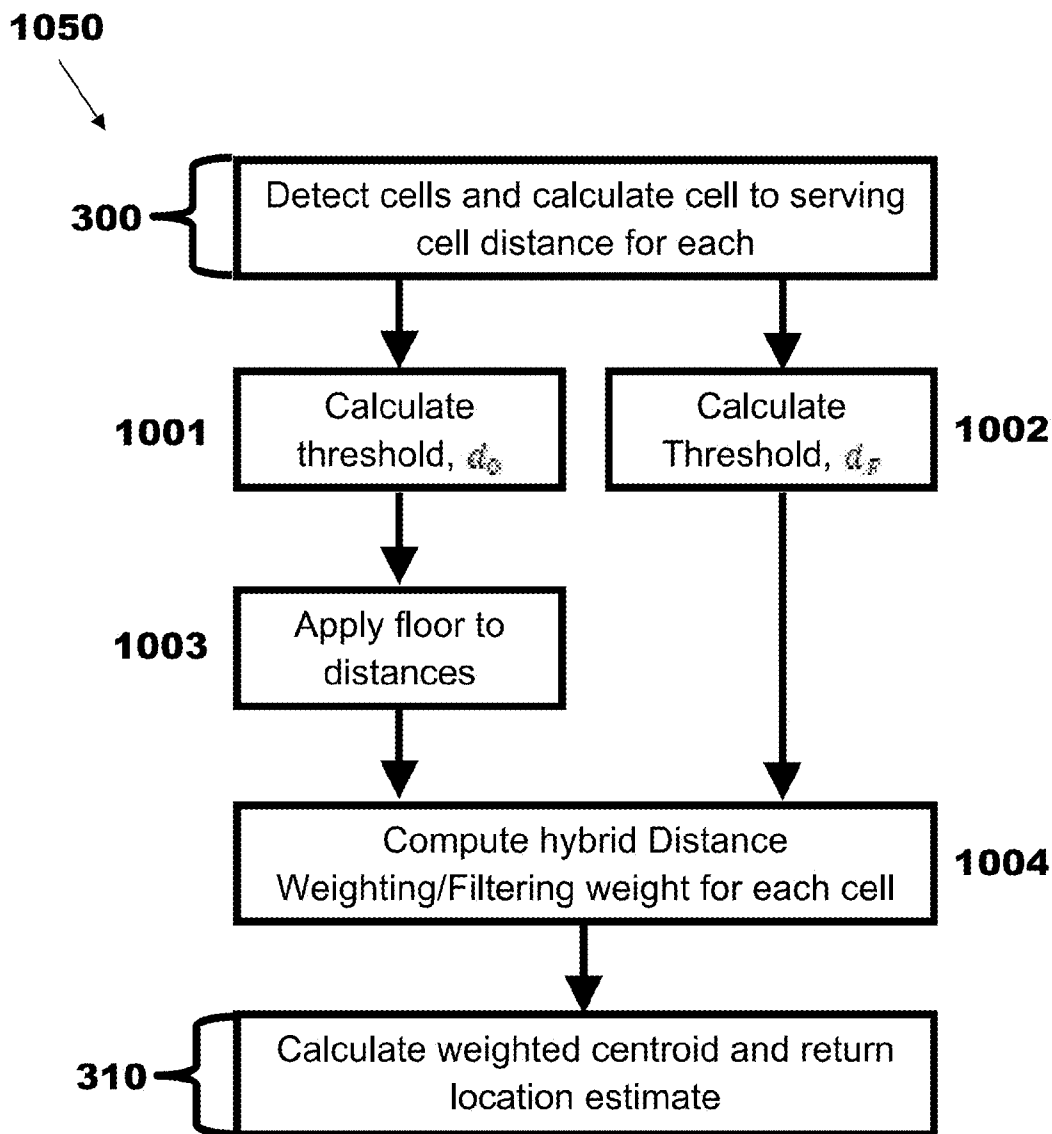 1050
300
Detect cells and calculate cell to serving
cell distance for each
1001
Calculate
threshold, d₀
Calculate
Threshold, d_F
1002
1003
Apply floor to
distances
Compute hybrid Distance
Weighting/Filtering weight for each cell
1004
310
Calculate weighted centroid and return
location estimate